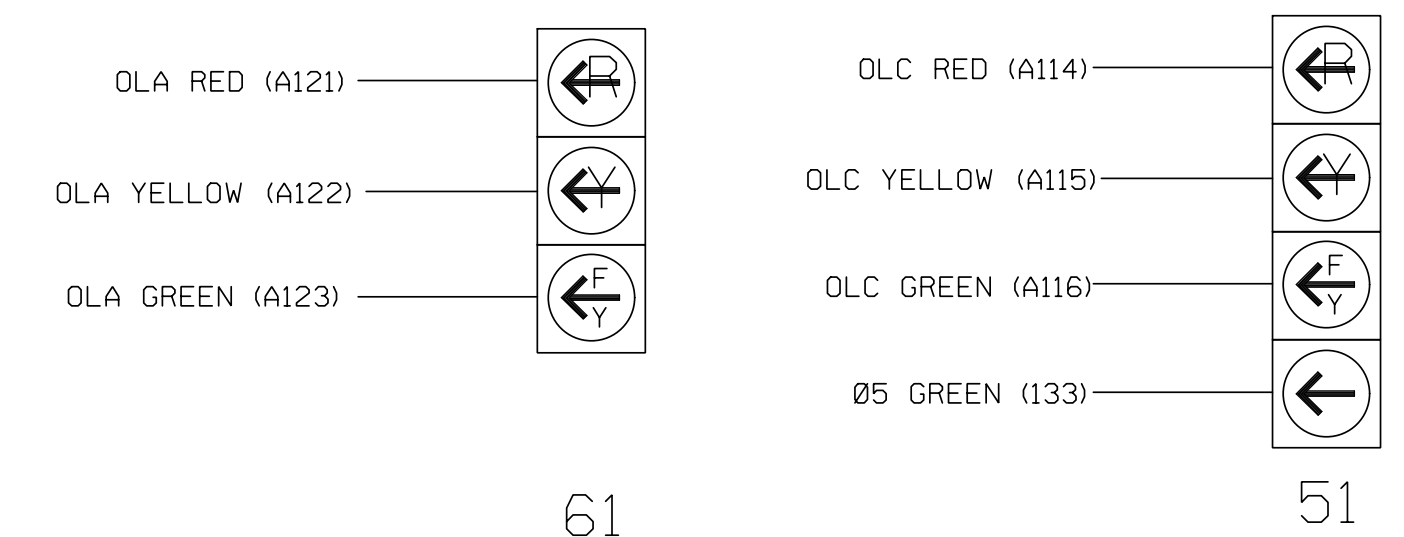 OLA RED (A121)
R
OLA YELLOW (A122)
Y
OLA GREEN (A123)
F
Y
61
OLC RED (A114)
R
OLC YELLOW (A115)
Y
OLC GREEN (A116)
F
Y
Ø5 GREEN (133)
51